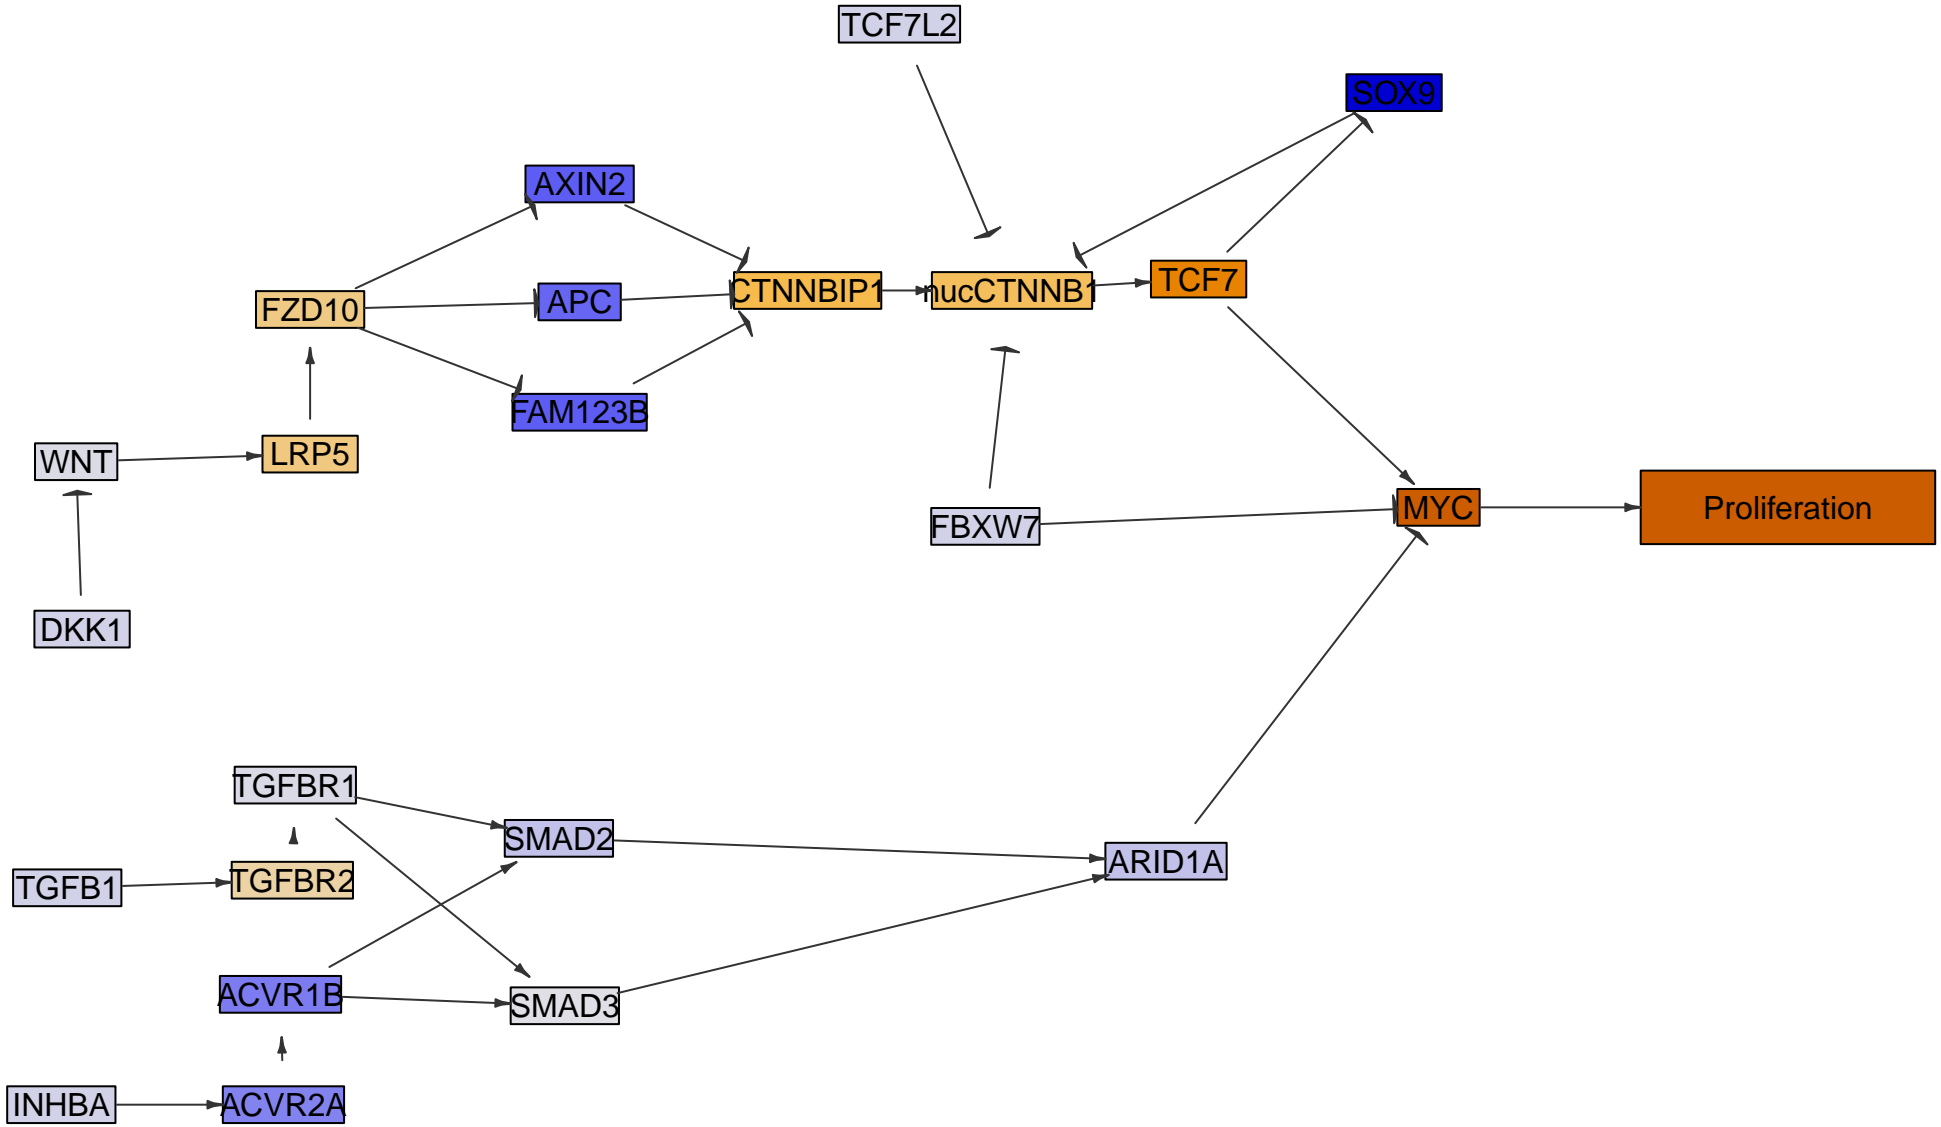 TCF7L2
SOX9
AXIN2
FZD10
APC
CTNNBIP1
nucCTNNB1
TCF7
FAM123B
WNT
LRP5
FBXW7
MYC
Proliferation
DKK1
TGFBR1
SMAD2
ARID1A
TGFB1
TGFBR2
ACVR1B
SMAD3
INHBA
ACVR2A